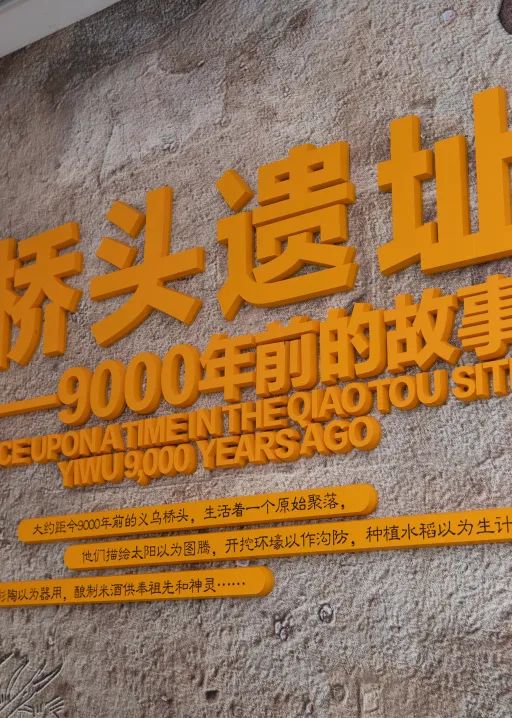 桥头遗址
——9000年前的故事
CE UPON A TIME IN THE QIAOTOU SIT
YIWU 9,000 YEARS AGO
大约距今9000年前的义乌桥头，生活着一个原始聚落，
他们描绘太阳以为图腾，开挖环壕以作沟防，种植水稻以为生计
彩陶以为器用，酿制米酒供奉祖先和神灵……